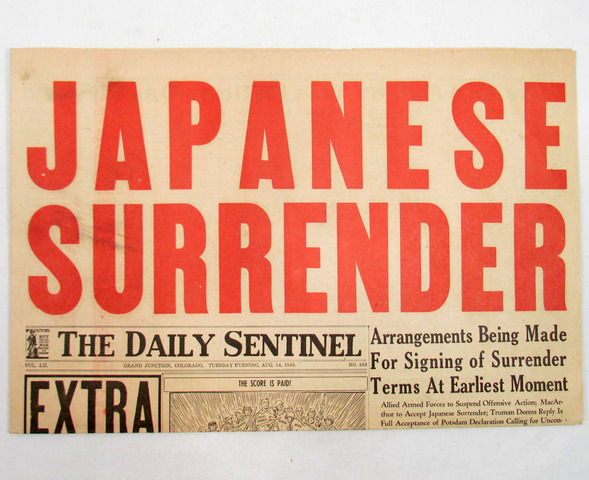 JAPANESE
SURRENDER
THE DAILY SENTINEL
VOL. LII.
GRAND JUNCTION, COLORADO, TUESDAY EVENING, AUG. 14, 1945.
EXTRA
THE SCORE IS PAID!
Arrangements Being Made
For Signing of Surrender
Terms At Earliest Moment
Allied Armed Forces to Suspend Offensive Action; MacAr-
thur to Accept Japanese Surrender; Truman Deems Reply Is
Full Acceptance of Potsdam Declaration Calling for Uncon-